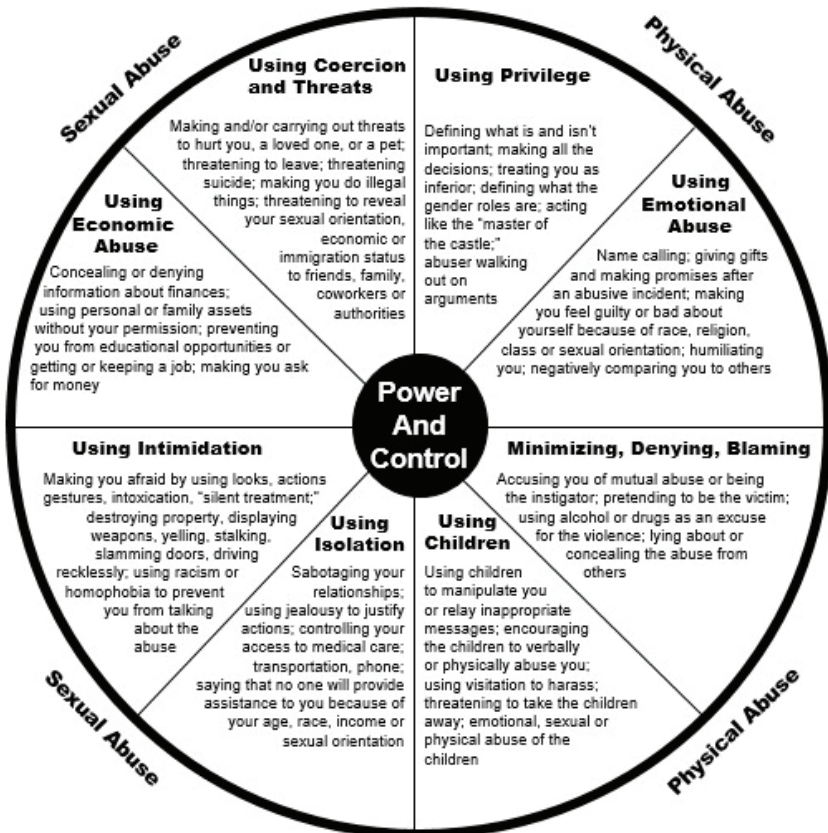 Sexual Abuse
Physical Abuse
Using Coercion
and Threats
Making and/or carrying out threats
to hurt you, a loved one, or a pet;
threatening to leave; threatening
suicide; making you do illegal
things; threatening to reveal
your sexual orientation,
economic or
immigration status
to friends, family,
coworkers or
authorities
Using Privilege
Defining what is and isn't
important; making all the
decisions; treating you as
inferior; defining what the
gender roles are; acting
like the "master of
the castle;"
abuser walking
out on
arguments
Using
Economic
Abuse
Concealing or denying
information about finances;
using personal or family assets
without your permission; preventing
you from educational opportunities or
getting or keeping a job; making you ask
for money
Using
Emotional
Abuse
Name calling; giving gifts
and making promises after
an abusive incident; making
you feel guilty or bad about
yourself because of race, religion,
class or sexual orientation; humiliating
you; negatively comparing you to others
Power
And
Control
Using Intimidation
Making you afraid by using looks, actions
gestures, intoxication, "silent treatment;"
destroying property, displaying
weapons, yelling, stalking,
slamming doors, driving
recklessly; using racism or
homophobia to prevent
you from talking
about the
abuse
Minimizing, Denying, Blaming
Accusing you of mutual abuse or being
the instigator; pretending to be the victim;
using alcohol or drugs as an excuse
for the violence; lying about or
concealing the abuse from
others
Using
Isolation
Sabotaging your
relationships;
using jealousy to justify
actions; controlling your
access to medical care;
transportation, phone;
saying that no one will provide
assistance to you because of
your age, race, income or
sexual orientation
Using
Children
Using children
to manipulate you
or relay inappropriate
messages; encouraging
the children to verbally
or physically abuse you;
using visitation to harass;
threatening to take the children
away; emotional, sexual or
physical abuse of the
children
Sexual Abuse
Physical Abuse